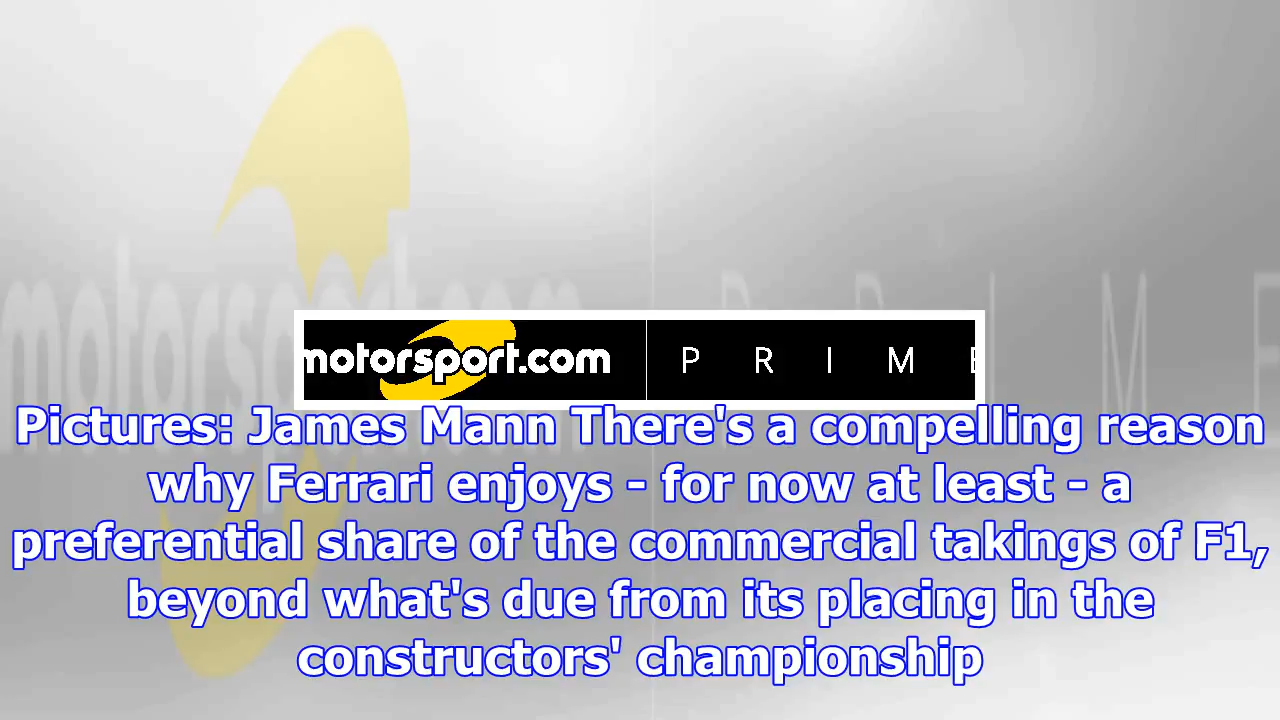 motorsport.com PRIME
Pictures: James Mann There's a compelling reason
why Ferrari enjoys - for now at least - a
preferential share of the commercial takings of F1,
beyond what's due from its placing in the
constructors' championship